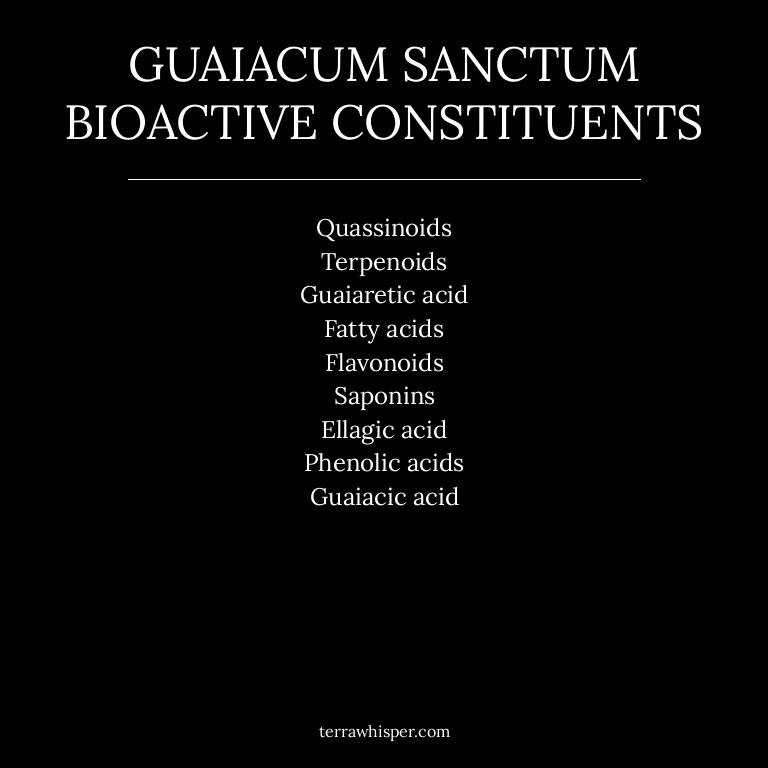 GUAIACUM SANCTUM
BIOACTIVE CONSTITUENTS
Quassinoids
Terpenoids
Guaiaretic acid
Fatty acids
Flavonoids
Saponins
Ellagic acid
Phenolic acids
Guaiacic acid
terrawhisper.com